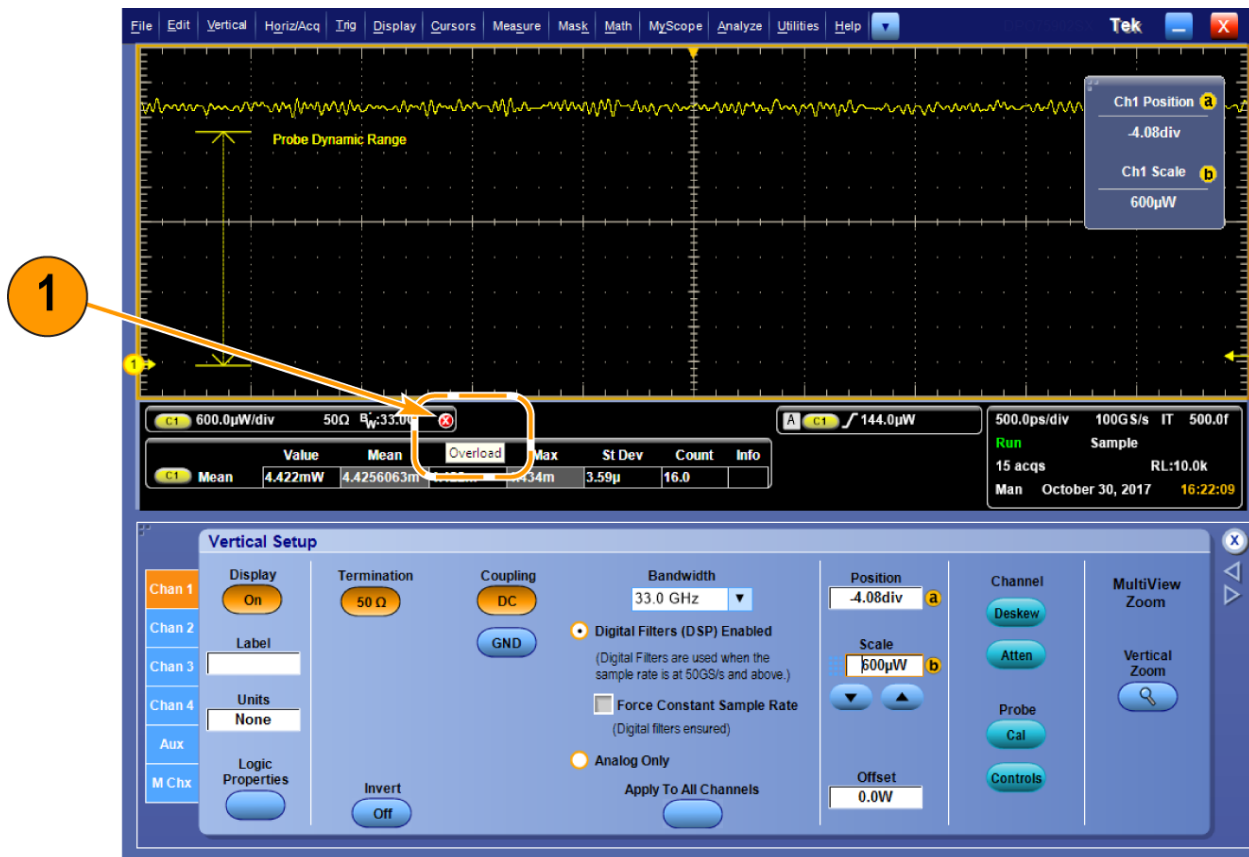 File Edit Vertical Horiz/Acq Trig Display Cursors Measure Mask Math MyScope Analyze Utilities Help Tek X
Ch1 Position a
-4.08div
Ch1 Scale b
600µW
Probe Dynamic Range
1
1
C1 600.0µW/div 50Ω BW:33.0G
A C1 144.0µW
500.0ps/div 100GS/s IT 500.0f
Run Sample
15 acqs RL:10.0k
Man October 30, 2017 16:22:09
Overload
Value Mean Max St Dev Count Info
C1 Mean 4.422mW 4.4256063m 3.59µ 16.0
Vertical Setup
X
Chan 1
Chan 2
Chan 3
Chan 4
Aux
M Chx
Display
On
Label
Units
None
Logic
Properties
Termination
50 Ω
Invert
Off
Coupling
DC
GND
Bandwidth
33.0 GHz
Digital Filters (DSP) Enabled
(Digital Filters are used when the
sample rate is at 50GS/s and above.)
Force Constant Sample Rate
(Digital filters ensured)
Analog Only
Apply To All Channels
Position
-4.08div a
Scale
600µW b
Offset
0.0W
Channel
Deskew
Atten
Probe
Cal
Controls
MultiView
Zoom
Vertical
Zoom